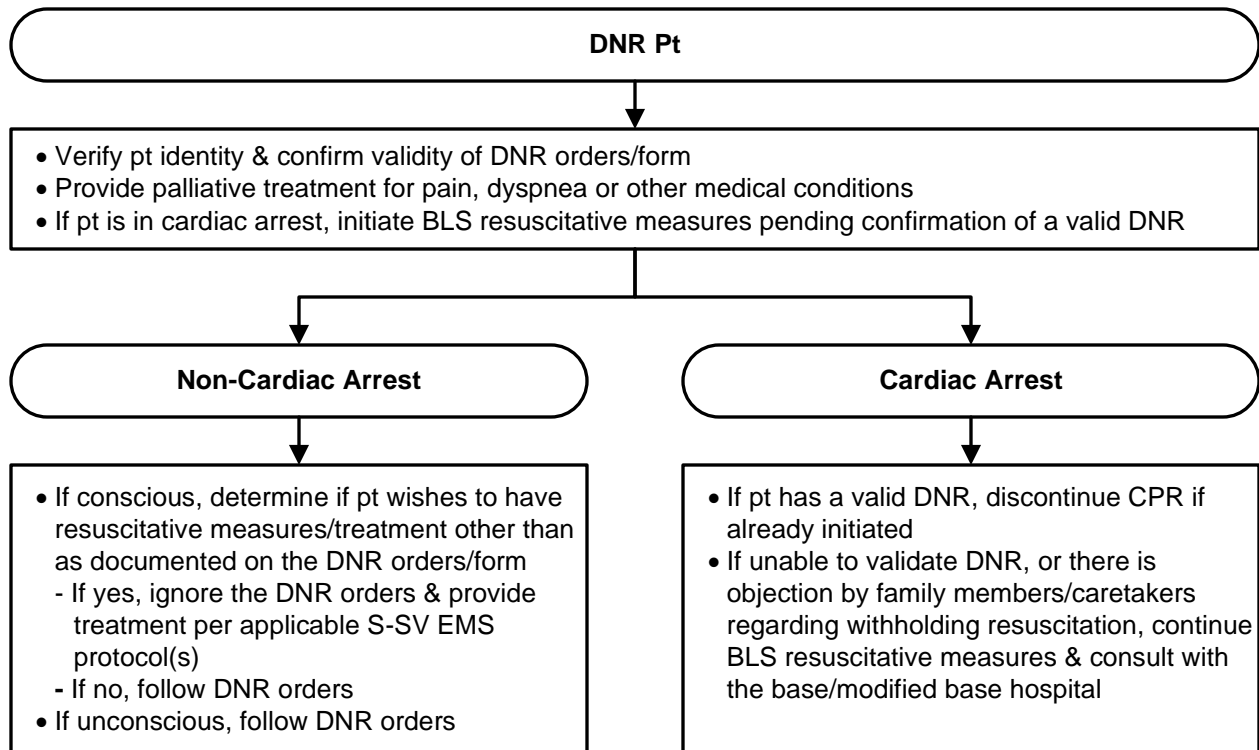 DNR Pt
• Verify pt identity & confirm validity of DNR orders/form
• Provide palliative treatment for pain, dyspnea or other medical conditions
• If pt is in cardiac arrest, initiate BLS resuscitative measures pending confirmation of a valid DNR
Non-Cardiac Arrest
• If conscious, determine if pt wishes to have
resuscitative measures/treatment other than
as documented on the DNR orders/form
- If yes, ignore the DNR orders & provide
treatment per applicable S-SV EMS
protocol(s)
- If no, follow DNR orders
• If unconscious, follow DNR orders
Cardiac Arrest
• If pt has a valid DNR, discontinue CPR if
already initiated
• If unable to validate DNR, or there is
objection by family members/caretakers
regarding withholding resuscitation, continue
BLS resuscitative measures & consult with
the base/modified base hospital